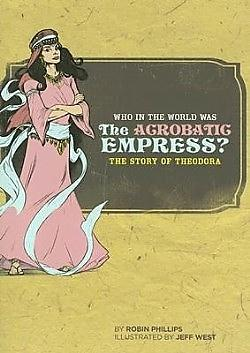 WHO IN THE WORLD WAS
The ACROBATIC
EMPRESS?
THE STORY OF THEODORA
BY ROBIN PHILLIPS
ILLUSTRATED BY JEFF WEST